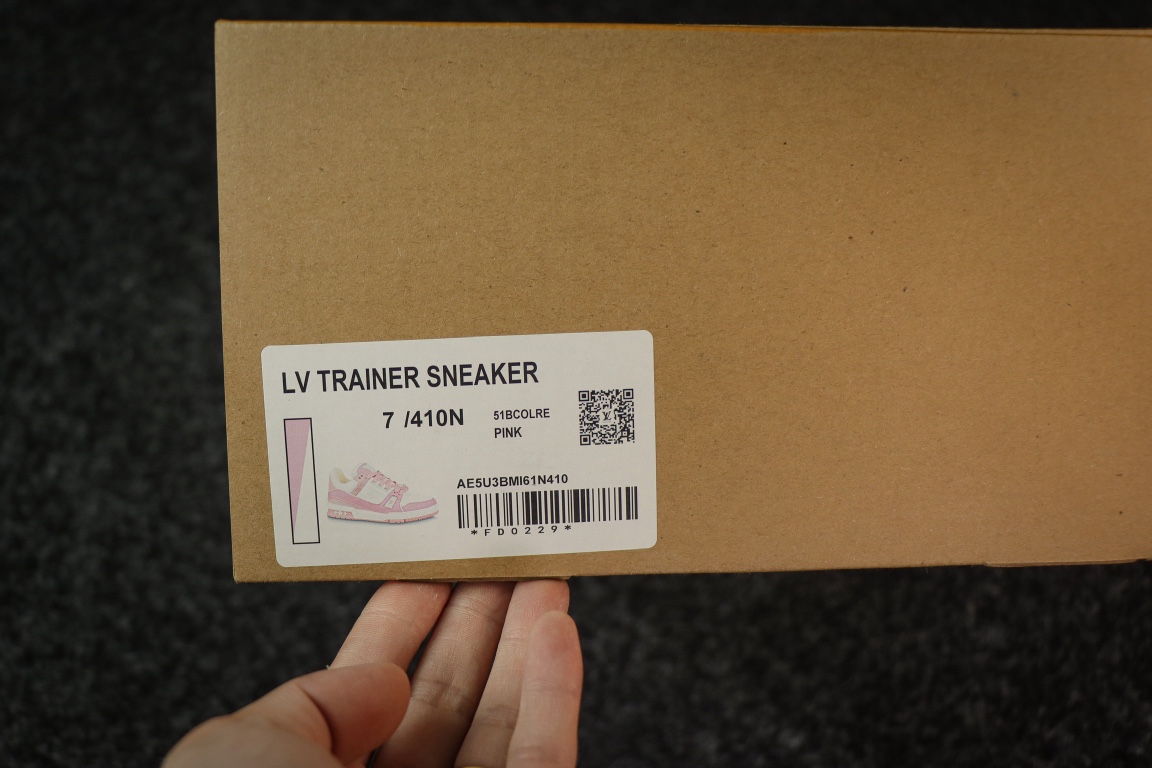 LV TRAINER SNEAKER
7 /410N
51BCOLRE
PINK
AE5U3BMI61N410
*FD0229*